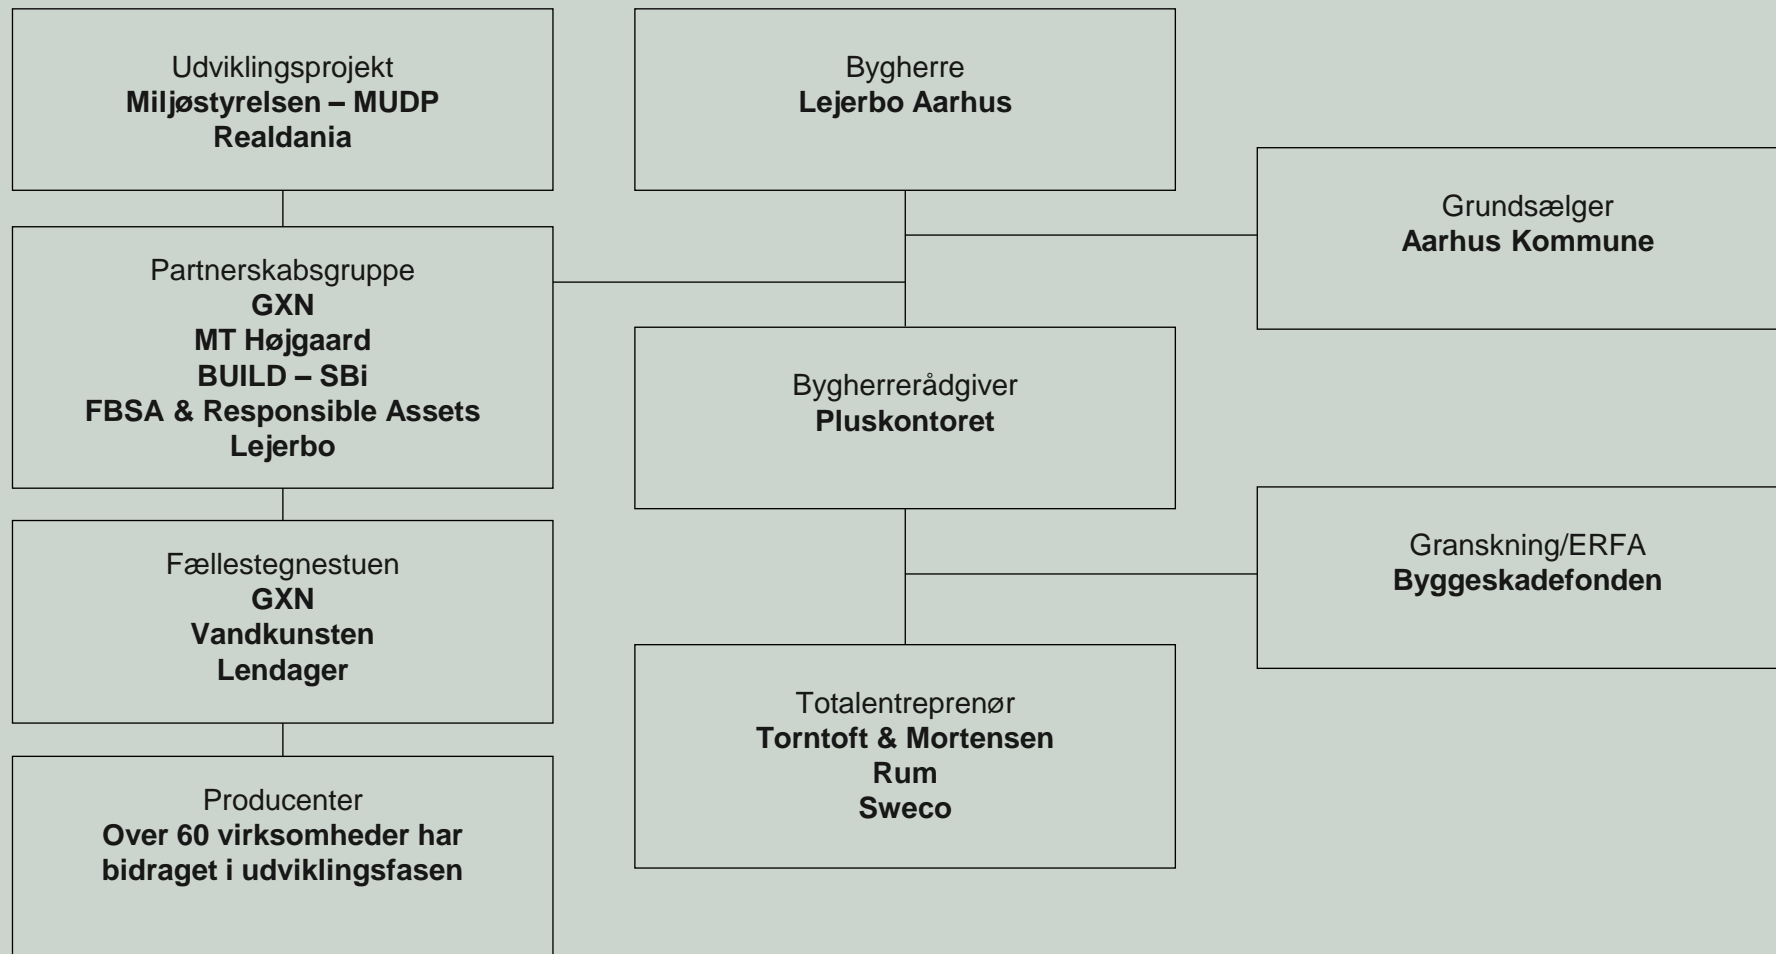 Udviklingsprojekt
Miljøstyrelsen – MUDP
Realdania
Partnerskabsgruppe
GXN
MT Højgaard
BUILD – SBi
FBSA & Responsible Assets
Lejerbo
Fællestegnestuen
GXN
Vandkunsten
Lendager
Producenter
Over 60 virksomheder har
bidraget i udviklingsfasen
Bygherre
Lejerbo Aarhus
Bygherrerådgiver
Pluskontoret
Totalentreprenør
Torntoft & Mortensen
Rum
Sweco
Grundsælger
Aarhus Kommune
Granskning/ERFA
Byggeskadefonden